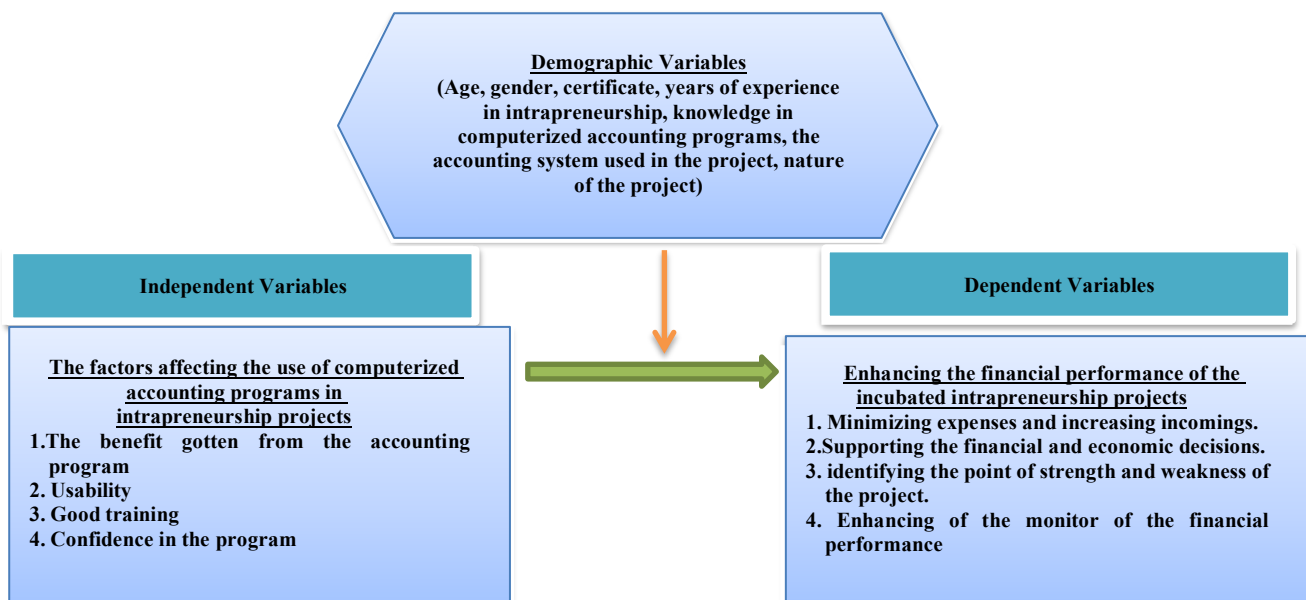 Demographic Variables
(Age, gender, certificate, years of experience
in intrapreneurship, knowledge in
computerized accounting programs, the
accounting system used in the project, nature
of the project)
Independent Variables
Dependent Variables
The factors affecting the use of computerized
accounting programs in
intrapreneurship projects
1.The benefit gotten from the accounting
program
2. Usability
3. Good training
4. Confidence in the program
Enhancing the financial performance of the
incubated intrapreneurship projects
1. Minimizing expenses and increasing incomings.
2.Supporting the financial and economic decisions.
3. identifying the point of strength and weakness of
the project.
4. Enhancing of the monitor of the financial
performance